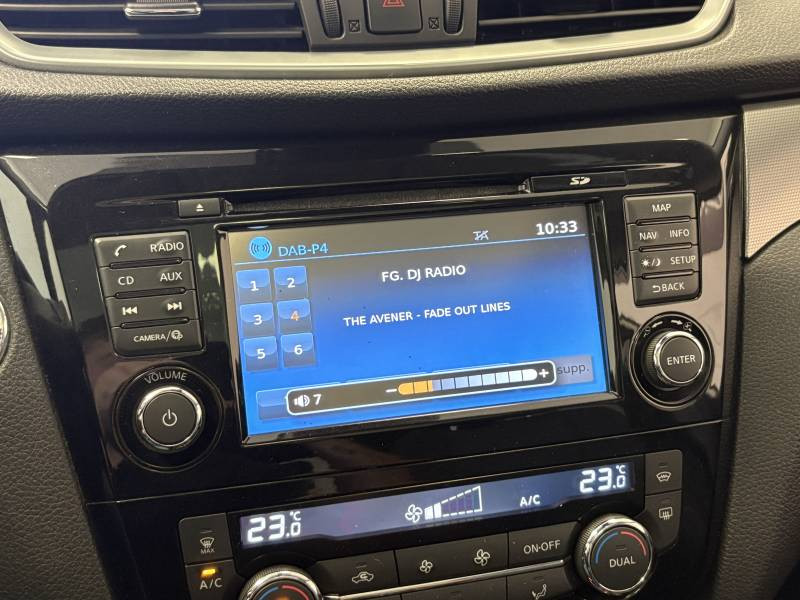 SD
RADIO
CD AUX
CAMERA/
VOLUME
DAB-P4 TA 10:33
1 2
3 4
5 6
FG. DJ RADIO
THE AVENER - FADE OUT LINES
supp.
7 - +
MAP
NAV INFO
SETUP
BACK
ENTER
23.0°C A/C 23.0°C
MAX
A/C
ON-OFF
DUAL